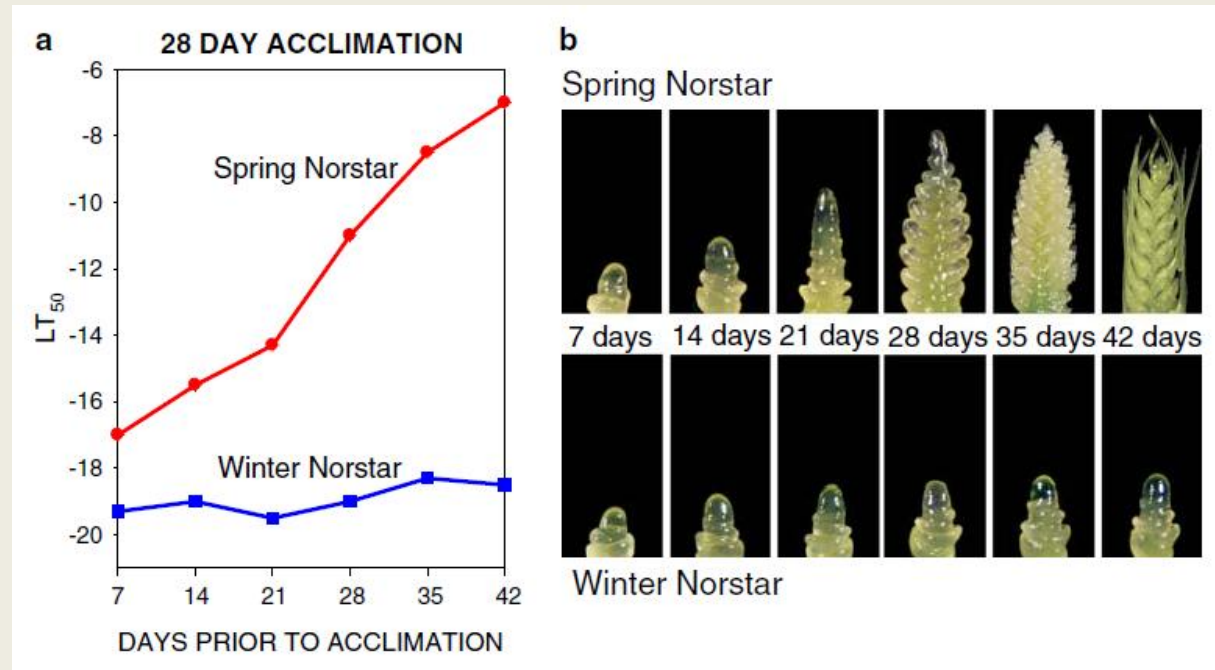 a
28 DAY ACCLIMATION
-6
-8
-10
-12
-14
-16
-18
-20
LT50
Spring Norstar
Winter Norstar
7 14 21 28 35 42
DAYS PRIOR TO ACCLIMATION
b
Spring Norstar
7 days 14 days 21 days 28 days 35 days 42 days
Winter Norstar